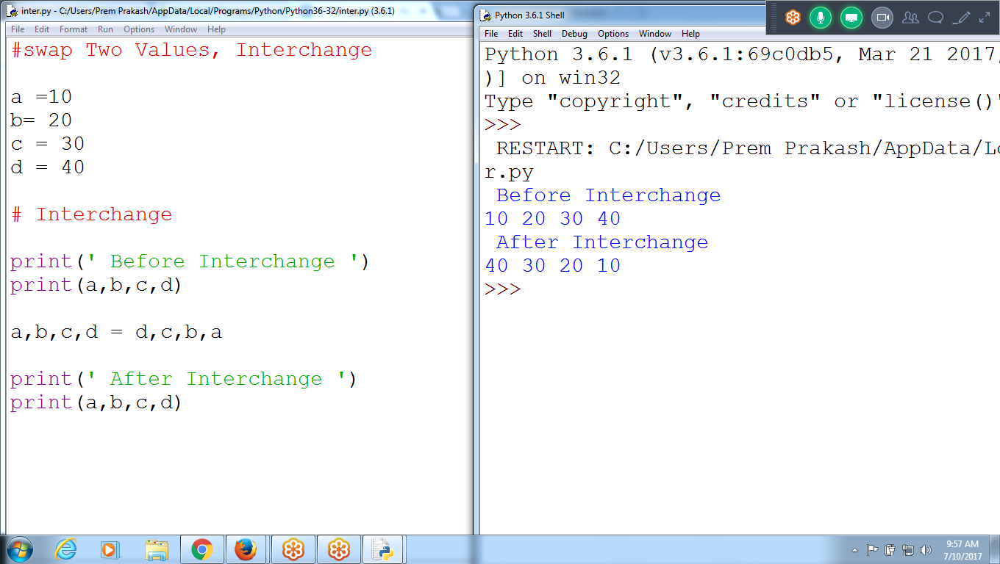 inter.py - C:/Users/Prem Prakash/AppData/Local/Programs/Python/Python36-32/inter.py (3.6.1)
File Edit Format Run Options Window Help
#swap Two Values, Interchange
a =10
b= 20
c = 30
d = 40
# Interchange
print(' Before Interchange ')
print(a,b,c,d)
a,b,c,d = d,c,b,a
print(' After Interchange ')
print(a,b,c,d)
Python 3.6.1 Shell
File Edit Shell Debug Options Window Help
Python 3.6.1 (v3.6.1:69c0db5, Mar 21 2017,
)] on win32
Type "copyright", "credits" or "license()"
>>>
RESTART: C:/Users/Prem Prakash/AppData/Lo
r.py
Before Interchange
10 20 30 40
After Interchange
40 30 20 10
>>>
9:57 AM
7/10/2017